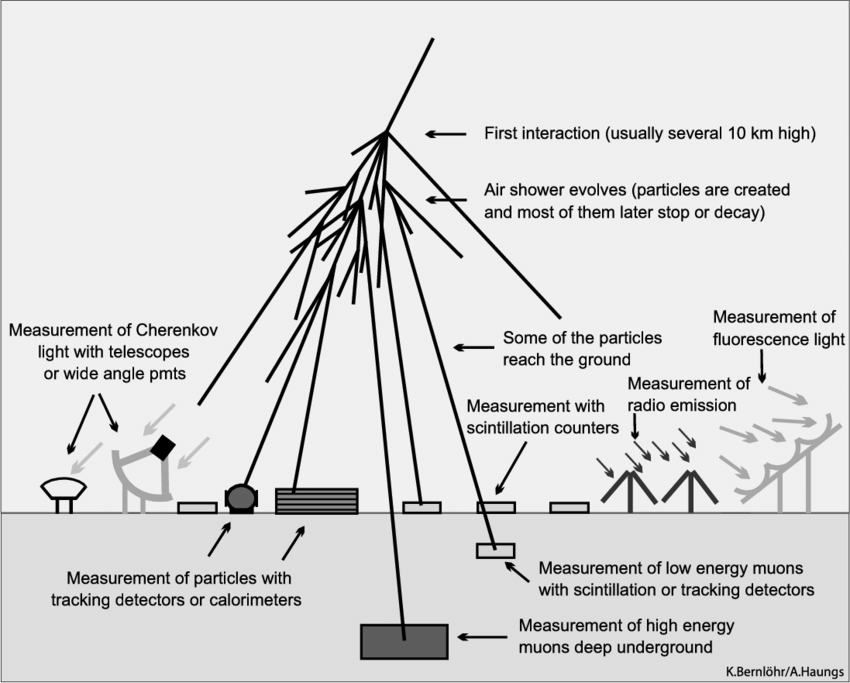 First interaction (usually several 10 km high)
Air shower evolves (particles are created
and most of them later stop or decay)
Measurement of Cherenkov
light with telescopes
or wide angle pmts
Some of the particles
reach the ground
Measurement of
fluorescence light
Measurement of
radio emission
Measurement with
scintillation counters
Measurement of particles with
tracking detectors or calorimeters
Measurement of low energy muons
with scintillation or tracking detectors
Measurement of high energy
muons deep underground
K.Bernlöhr/A.Haungs